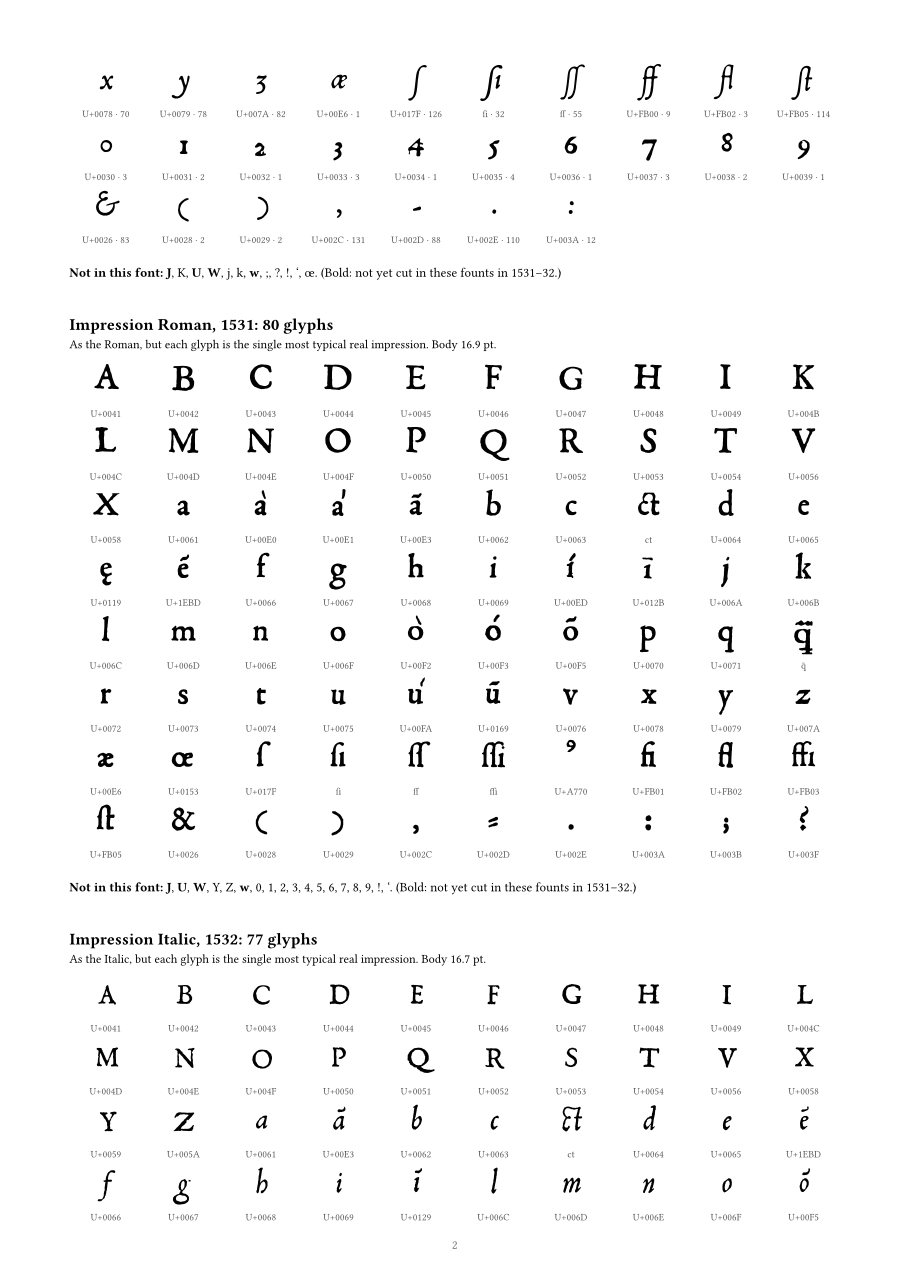 x y z æ ſ ſi ſſ ff fl ſt
U+0078 · 70 U+0079 · 78 U+007A · 82 U+00E6 · 1 U+017F · 126 ſi · 32 ſſ · 55 U+FB00 · 9 U+FB02 · 3 U+FB05 · 114
0 1 2 3 4 5 6 7 8 9
U+0030 · 3 U+0031 · 2 U+0032 · 1 U+0033 · 3 U+0034 · 1 U+0035 · 4 U+0036 · 1 U+0037 · 3 U+0038 · 2 U+0039 · 1
& ( ) , - . :
U+0026 · 83 U+0028 · 2 U+0029 · 2 U+002C · 131 U+002D · 88 U+002E · 110 U+003A · 12
Not in this font: J, K, U, W, j, k, w, ;, ?, !, ‘, œ. (Bold: not yet cut in these founts in 1531–32.)
Impression Roman, 1531: 80 glyphs
As the Roman, but each glyph is the single most typical real impression. Body 16.9 pt.
A B C D E F G H I K
U+0041 U+0042 U+0043 U+0044 U+0045 U+0046 U+0047 U+0048 U+0049 U+004B
L M N O P Q R S T V
U+004C U+004D U+004E U+004F U+0050 U+0051 U+0052 U+0053 U+0054 U+0056
X a à á ã b c ct d e
U+0058 U+0061 U+00E0 U+00E1 U+00E3 U+0062 U+0063 ct U+0064 U+0065
ę ẽ f g h i í ī j k
U+0119 U+1EBD U+0066 U+0067 U+0068 U+0069 U+00ED U+012B U+006A U+006B
l m n o ò ó õ p q q̃
U+006C U+006D U+006E U+006F U+00F2 U+00F3 U+00F5 U+0070 U+0071 q̃
r s t u ú ũ v x y z
U+0072 U+0073 U+0074 U+0075 U+00FA U+0169 U+0076 U+0078 U+0079 U+007A
æ œ ſ ſi ſſ ſſi ꝰ fi fl ffi
U+00E6 U+0153 U+017F ſi ſſ ſſi U+A770 U+FB01 U+FB02 U+FB03
ſt & ( ) , - . : ; ?
U+FB05 U+0026 U+0028 U+0029 U+002C U+002D U+002E U+003A U+003B U+003F
Not in this font: J, U, W, Y, Z, w, 0, 1, 2, 3, 4, 5, 6, 7, 8, 9, !, ‘. (Bold: not yet cut in these founts in 1531–32.)
Impression Italic, 1532: 77 glyphs
As the Italic, but each glyph is the single most typical real impression. Body 16.7 pt.
A B C D E F G H I L
U+0041 U+0042 U+0043 U+0044 U+0045 U+0046 U+0047 U+0048 U+0049 U+004C
M N O P Q R S T V X
U+004D U+004E U+004F U+0050 U+0051 U+0052 U+0053 U+0054 U+0056 U+0058
Y Z a ã b c ct d e ẽ
U+0059 U+005A U+0061 U+00E3 U+0062 U+0063 ct U+0064 U+0065 U+1EBD
f g h i ĩ l m n o õ
U+0066 U+0067 U+0068 U+0069 U+0129 U+006C U+006D U+006E U+006F U+00F5
2